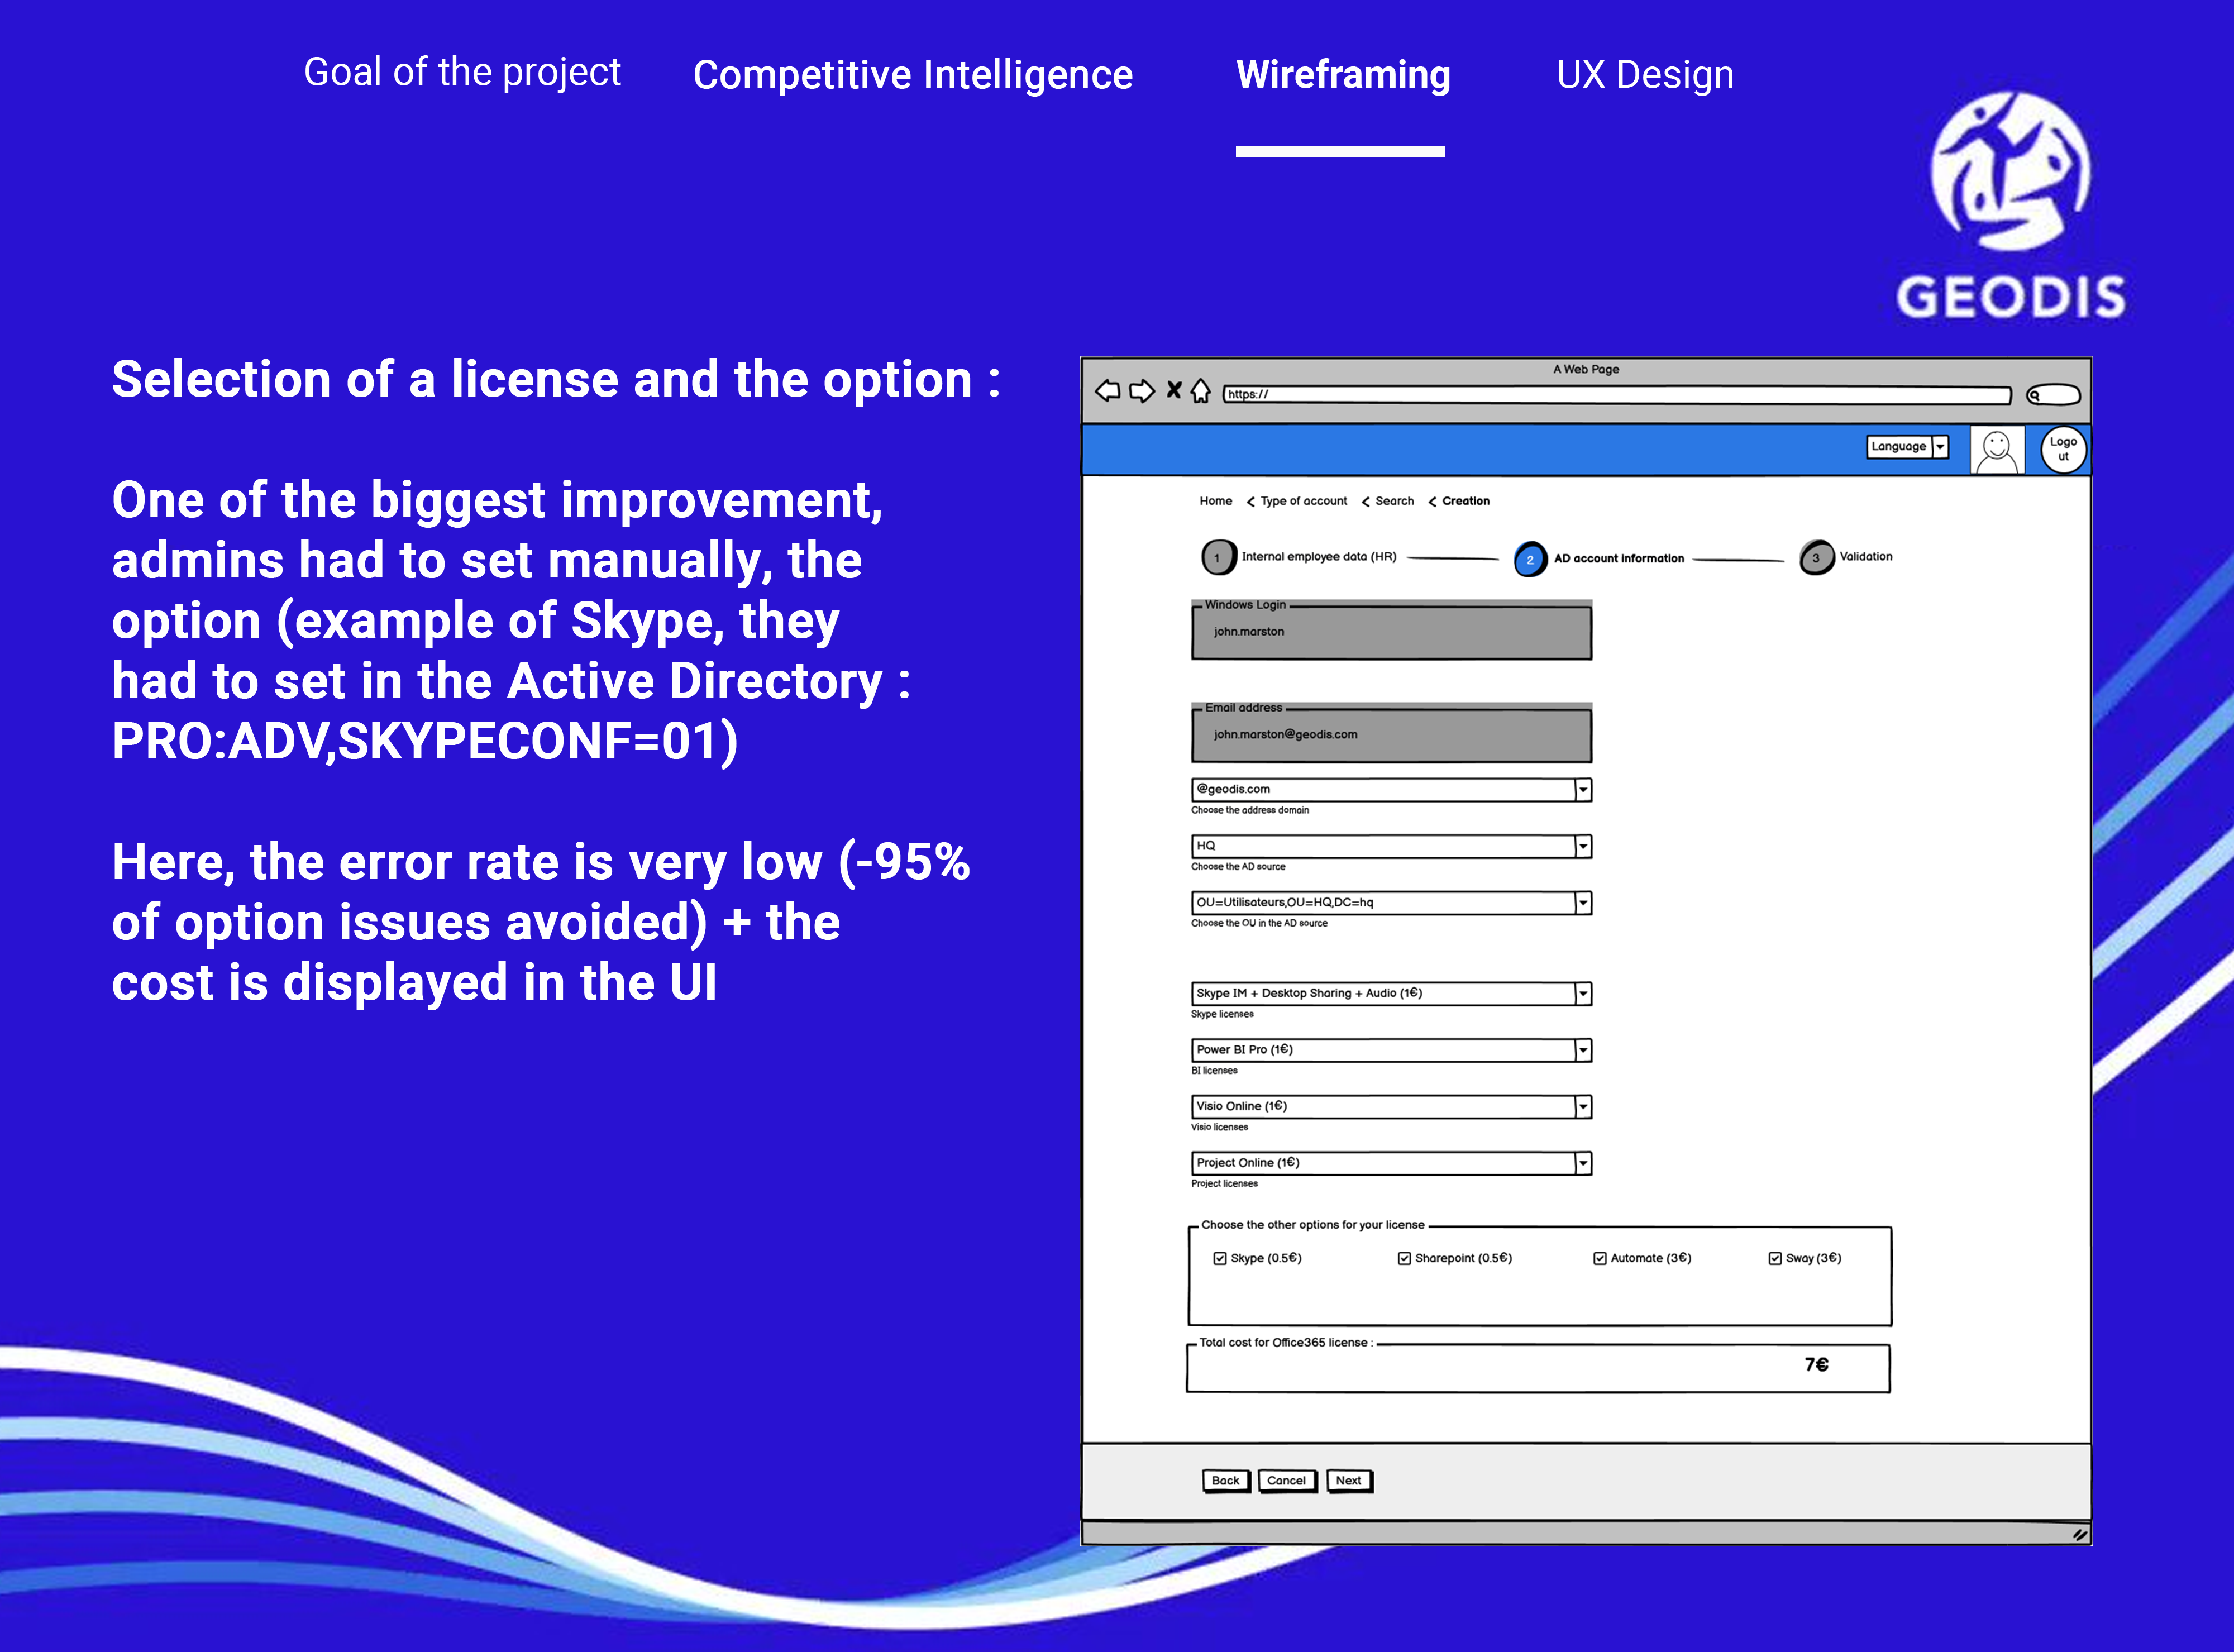 Goal of the project
Competitive Intelligence
Wireframing
UX Design
GEODIS
Selection of a license and the option :
One of the biggest improvement,
admins had to set manually, the
option (example of Skype, they
had to set in the Active Directory :
PRO:ADV,SKYPECONF=01)
Here, the error rate is very low (-95%
of option issues avoided) + the
cost is displayed in the UI
A Web Page
https://
Language
Logo
ut
Home < Type of account < Search < Creation
1 Internal employee data (HR)
2 AD account information
3 Validation
Windows Login
john.marston
Email address
john.marston@geodis.com
@geodis.com
Choose the address domain
HQ
Choose the AD source
OU=Utilisateurs,OU=HQ,DC=hq
Choose the OU in the AD source
Skype IM + Desktop Sharing + Audio (1€)
Skype licenses
Power BI Pro (1€)
BI licenses
Visio Online (1€)
Visio licenses
Project Online (1€)
Project licenses
Choose the other options for your license
Skype (0.5€)
Sharepoint (0.5€)
Automate (3€)
Sway (3€)
Total cost for Office365 license :
7€
Back
Cancel
Next